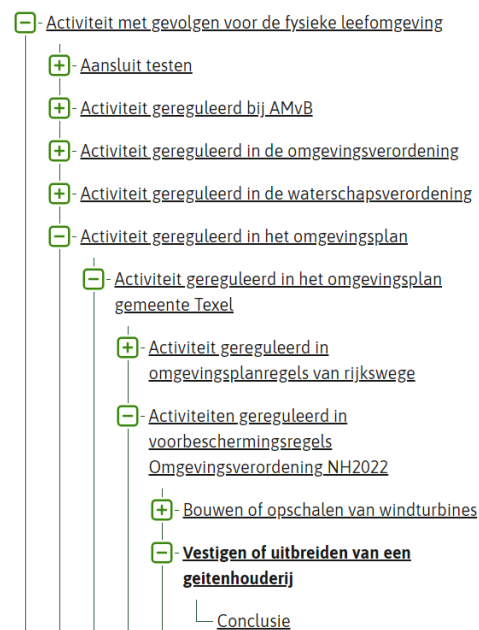 Activiteit met gevolgen voor de fysieke leefomgeving
Aansluit testen
Activiteit gereguleerd bij AMvB
Activiteit gereguleerd in de omgevingsverordening
Activiteit gereguleerd in de waterschapsverordening
Activiteit gereguleerd in het omgevingsplan
Activiteit gereguleerd in het omgevingsplan
gemeente Texel
Activiteit gereguleerd in
omgevingsplanregels van rijkswege
Activiteiten gereguleerd in
voorbeschermingsregels
Omgevingsverordening NH2022
Bouwen of opschalen van windturbines
Vestigen of uitbreiden van een
geitenhouderij
Conclusie